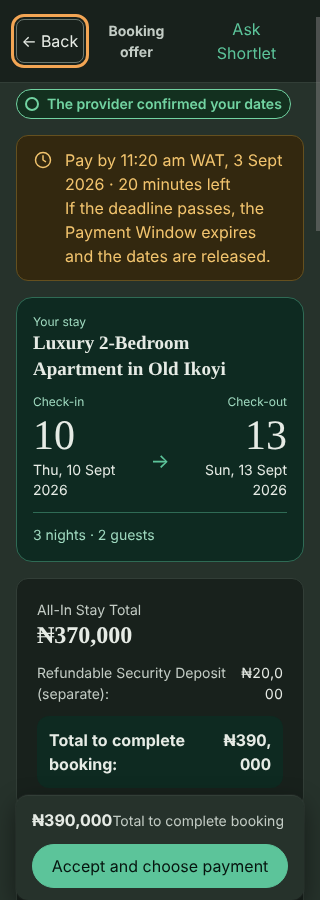 ← Back
Booking
offer
Ask
Shortlet
The provider confirmed your dates
Pay by 11:20 am WAT, 3 Sept
2026 · 20 minutes left
If the deadline passes, the
Payment Window expires
and the dates are released.
Your stay
Luxury 2-Bedroom
Apartment in Old Ikoyi
Check-in
Check-out
10
→
13
Thu, 10 Sept
2026
Sun, 13 Sept
2026
3 nights · 2 guests
All-In Stay Total
₦370,000
Refundable Security Deposit
(separate):
₦20,0
00
Total to complete
booking:
₦390,
000
₦390,000Total to complete booking
Accept and choose payment